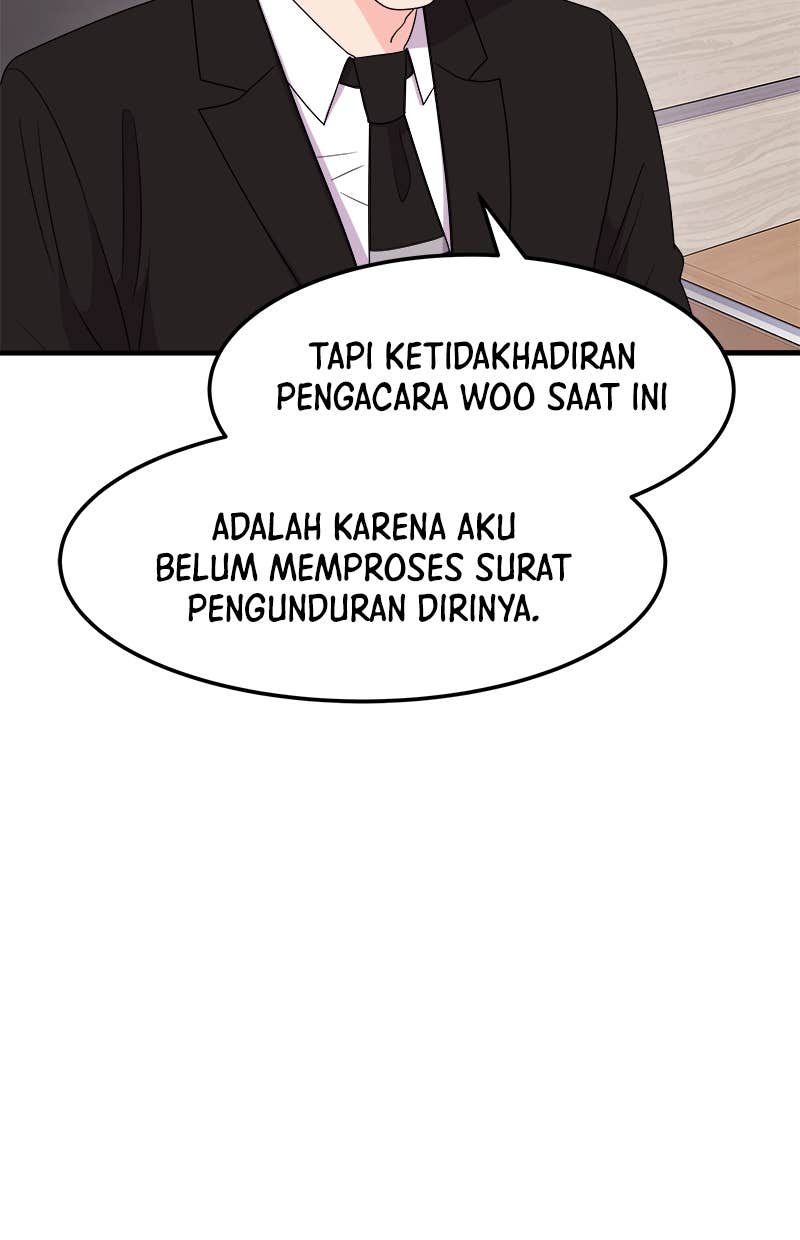 TAPI KETIDAKHADIRAN
PENGACARA WOO SAAT INI
ADALAH KARENA AKU
BELUM MEMPROSES SURAT
PENGUNDURAN DIRINYA.